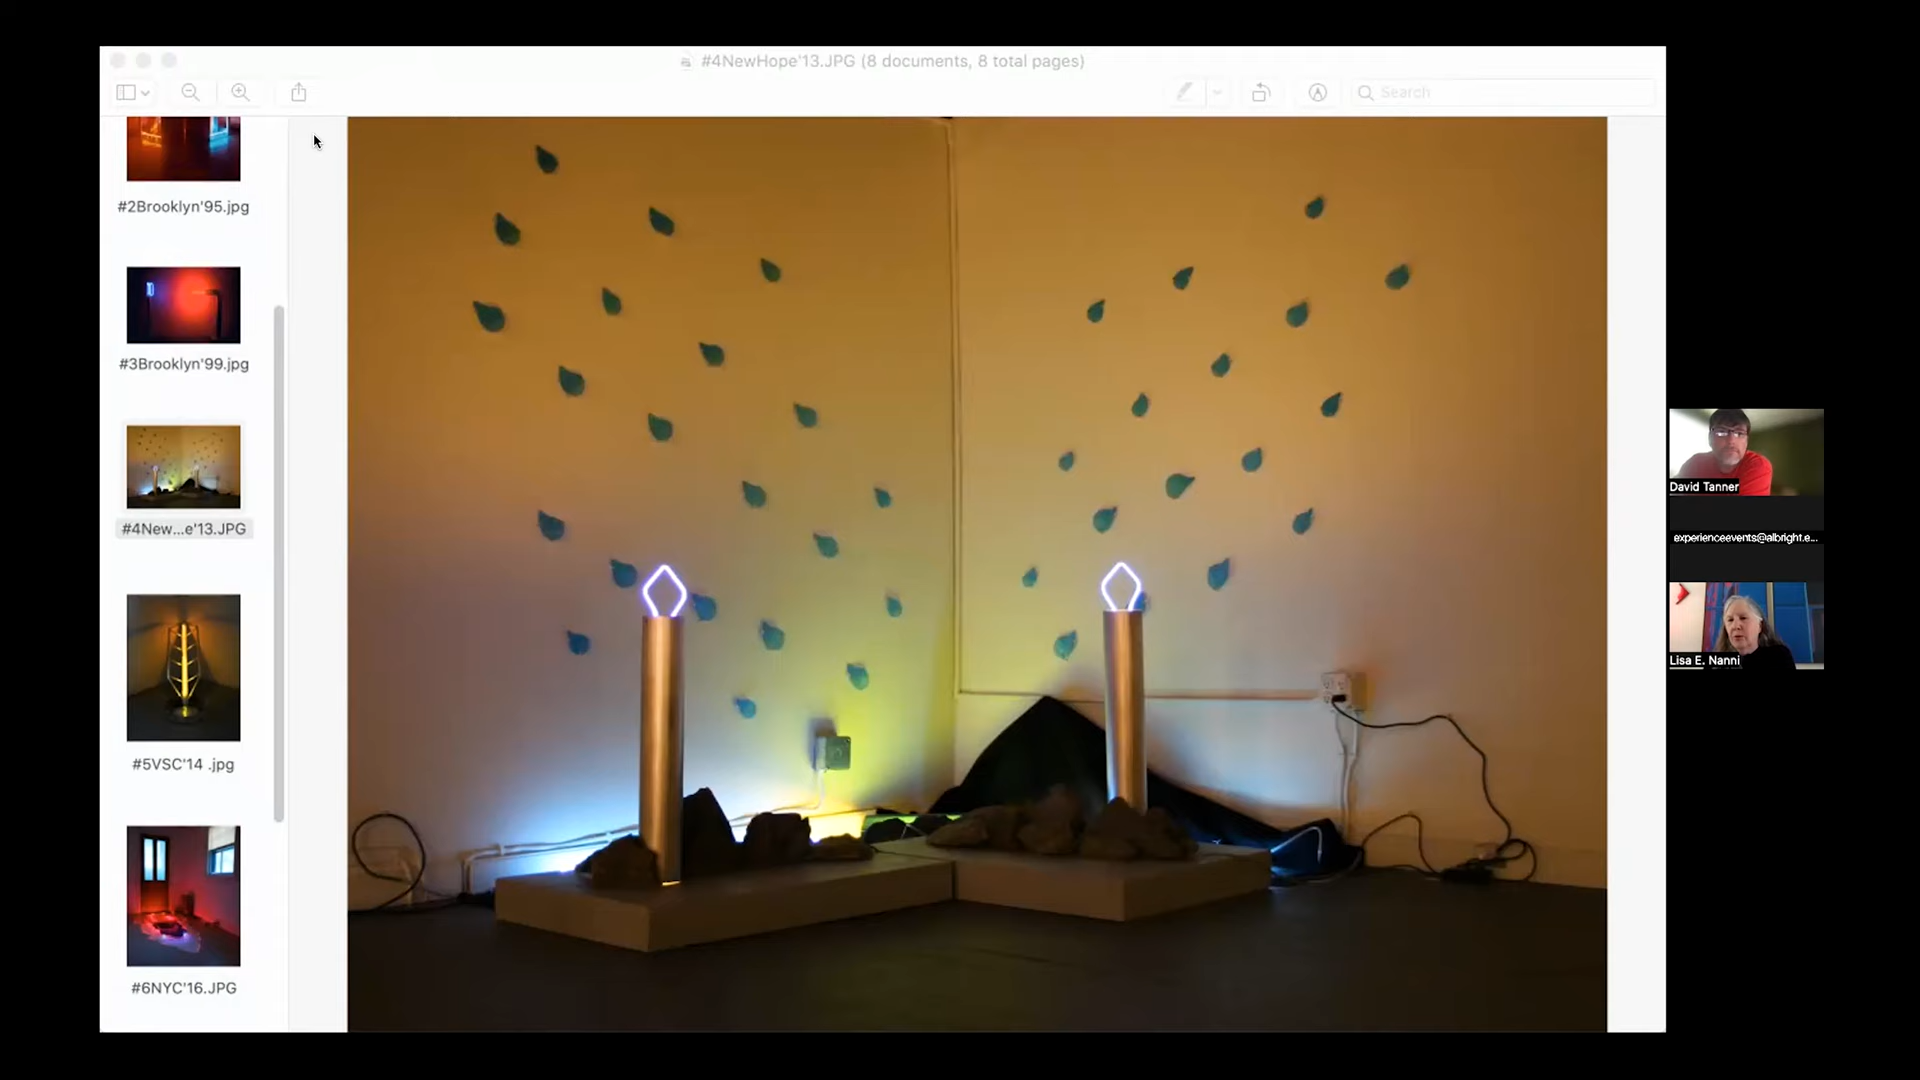 #4NewHope'13.JPG (8 documents, 8 total pages)
Search
#2Brooklyn'95.jpg
#3Brooklyn'99.jpg
#4New...e'13.JPG
#5VSC'14 .jpg
#6NYC'16.JPG
David Tanner
experienceevents@albright.e...
Lisa E. Nanni